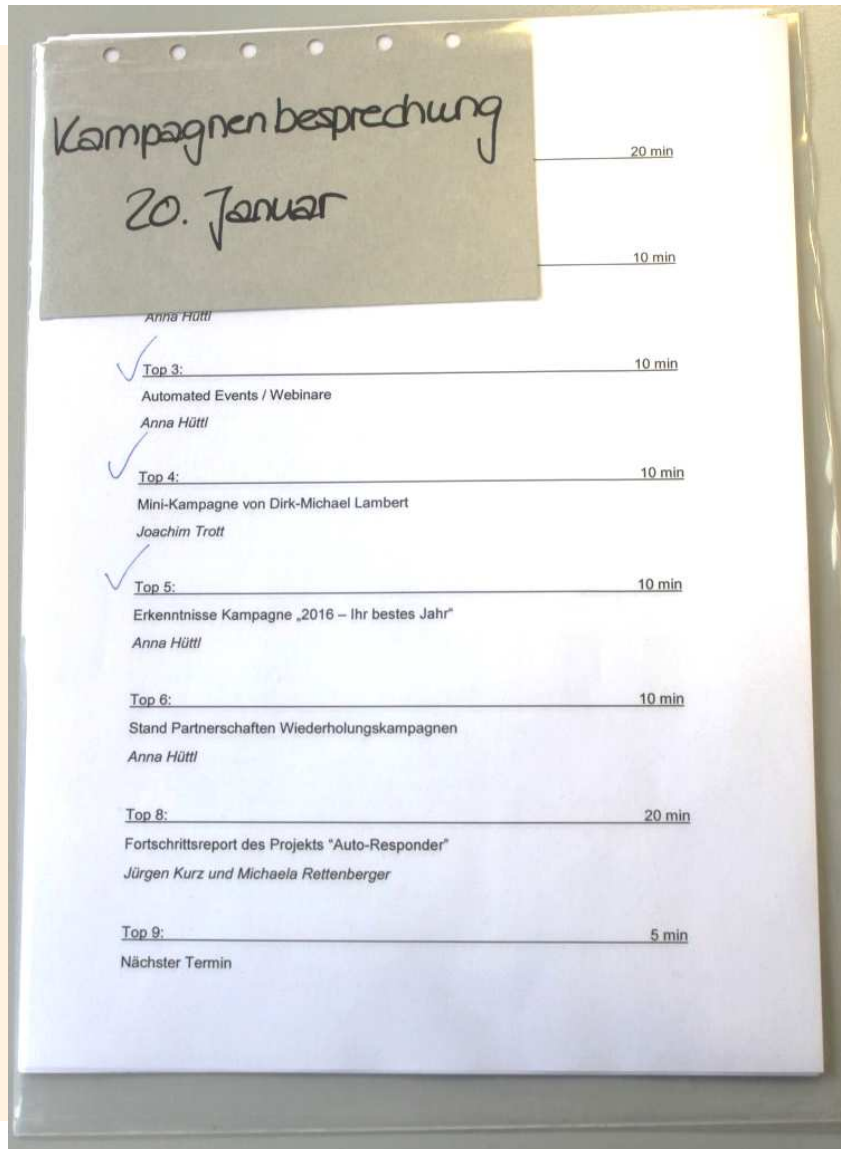 Kampagnenbesprechung
20. Januar
20 min
10 min
Anna Hüttl
Top 3: 10 min
Automated Events / Webinare
Anna Hüttl
Top 4: 10 min
Mini-Kampagne von Dirk-Michael Lambert
Joachim Trott
Top 5: 10 min
Erkenntnisse Kampagne „2016 – Ihr bestes Jahr“
Anna Hüttl
Top 6: 10 min
Stand Partnerschaften Wiederholungskampagnen
Anna Hüttl
Top 8: 20 min
Fortschrittsreport des Projekts "Auto-Responder"
Jürgen Kurz und Michaela Rettenberger
Top 9: 5 min
Nächster Termin